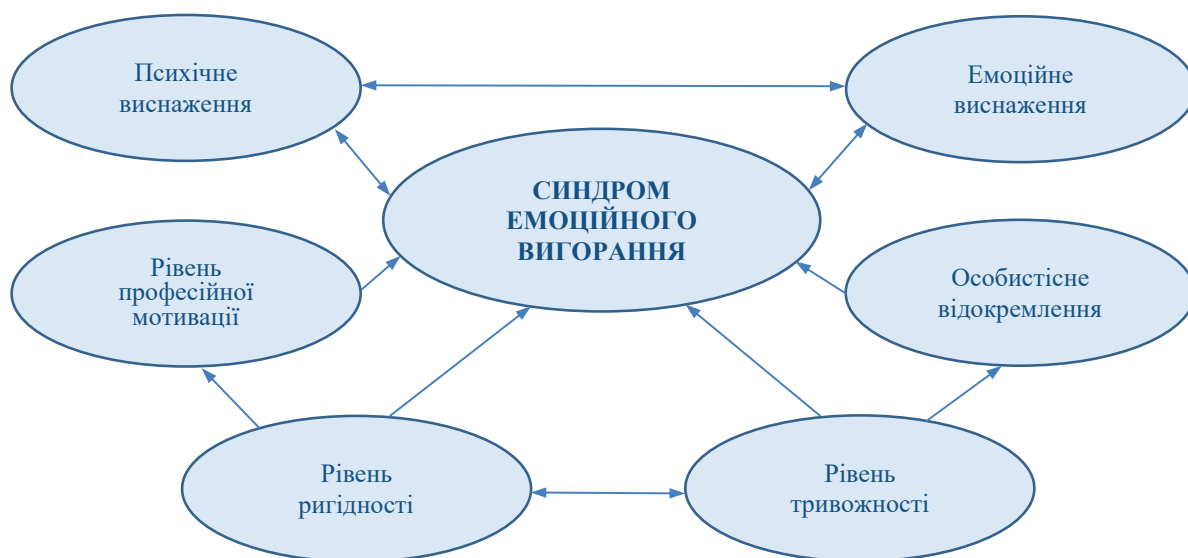 Психічне
виснаження
Емоційне
виснаження
СИНДРОМ
ЕМОЦІЙНОГО
ВИГОРАННЯ
Рівень
професійної
мотивації
Особистісне
відокремлення
Рівень
ригідності
Рівень
тривожності